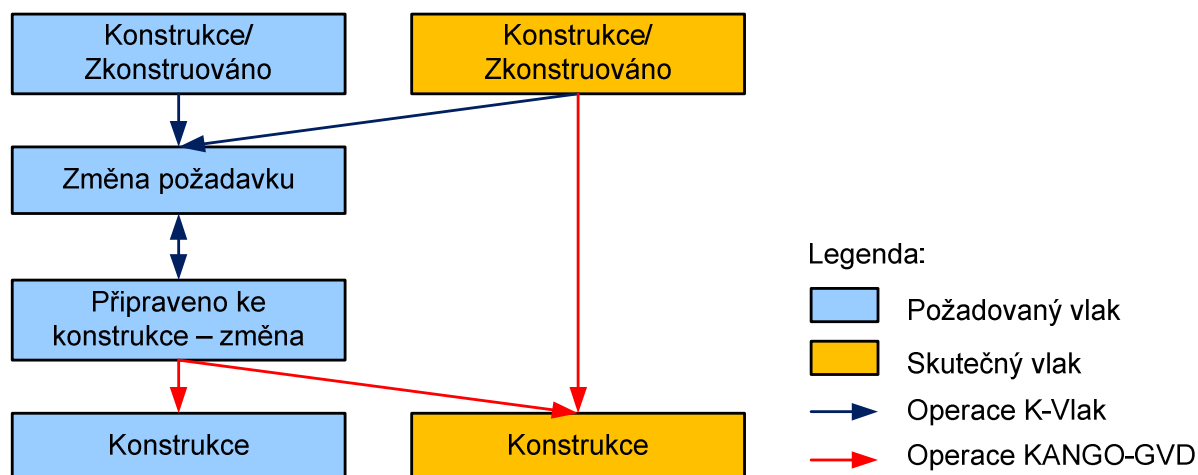 Konstrukce/
Zkonstruováno
Konstrukce/
Zkonstruováno
Změna požadavku
Připraveno ke
konstrukce – změna
Konstrukce
Konstrukce
Legenda:
Požadovaný vlak
Skutečný vlak
Operace K-Vlak
Operace KANGO-GVD